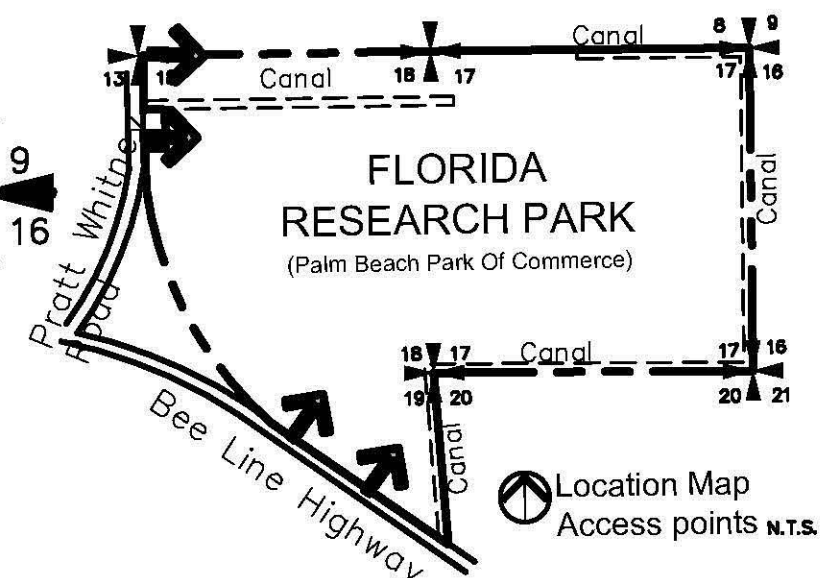 8 9
Canal
13 18 18 17 17 16
Canal
9
16
FLORIDA
RESEARCH PARK
(Palm Beach Park Of Commerce)
Canal
Pratt Whitney
Road
18 17 Canal 17 16
19 20 20 21
Bee Line Highway
Canal
Location Map
Access points N.T.S.